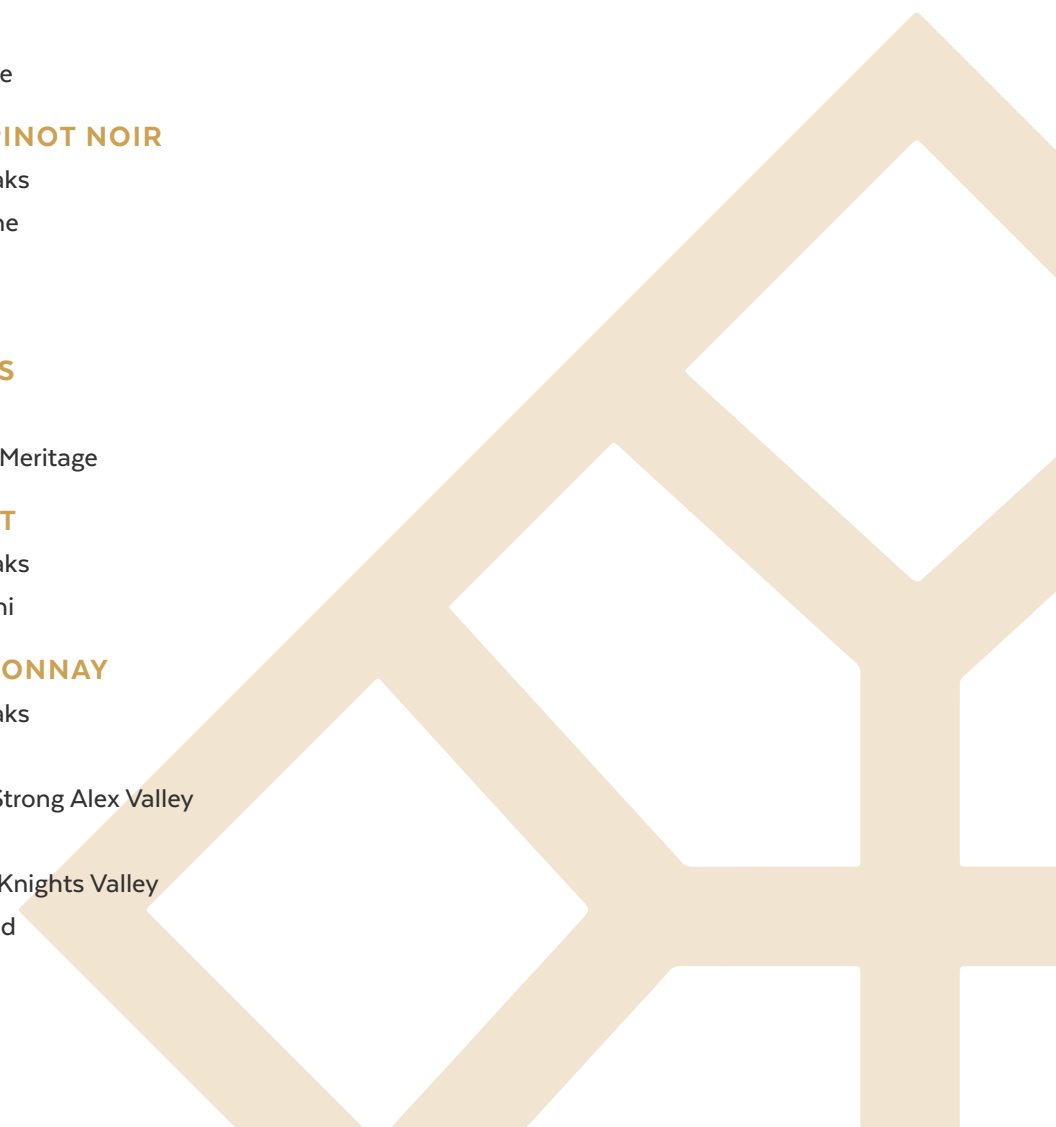 e
PINOT NOIR
aks
ne
S
Meritage
T
aks
ni
ONNAY
aks
Strong Alex Valley
Knights Valley
d